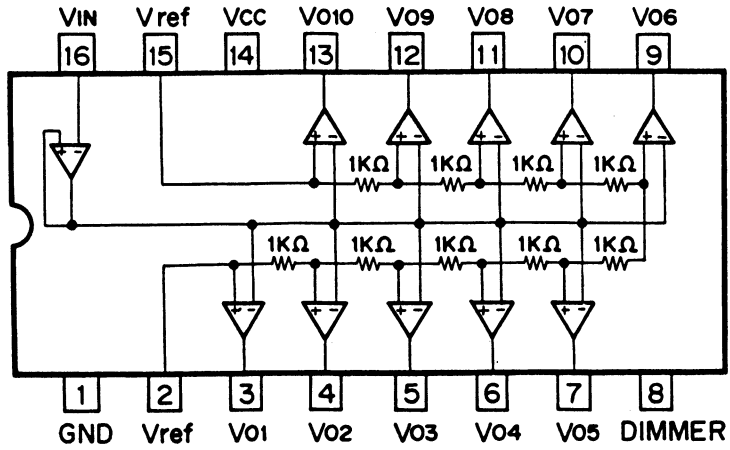 VIN Vref VCC VO10 VO9 VO8 VO7 VO6
16 15 14 13 12 11 10 9
+ - + - + - + - + -
+ -
1KΩ 1KΩ 1KΩ 1KΩ
1KΩ 1KΩ 1KΩ 1KΩ 1KΩ
+ - + - + - + - + -
1 2 3 4 5 6 7 8
GND Vref VO1 VO2 VO3 VO4 VO5 DIMMER